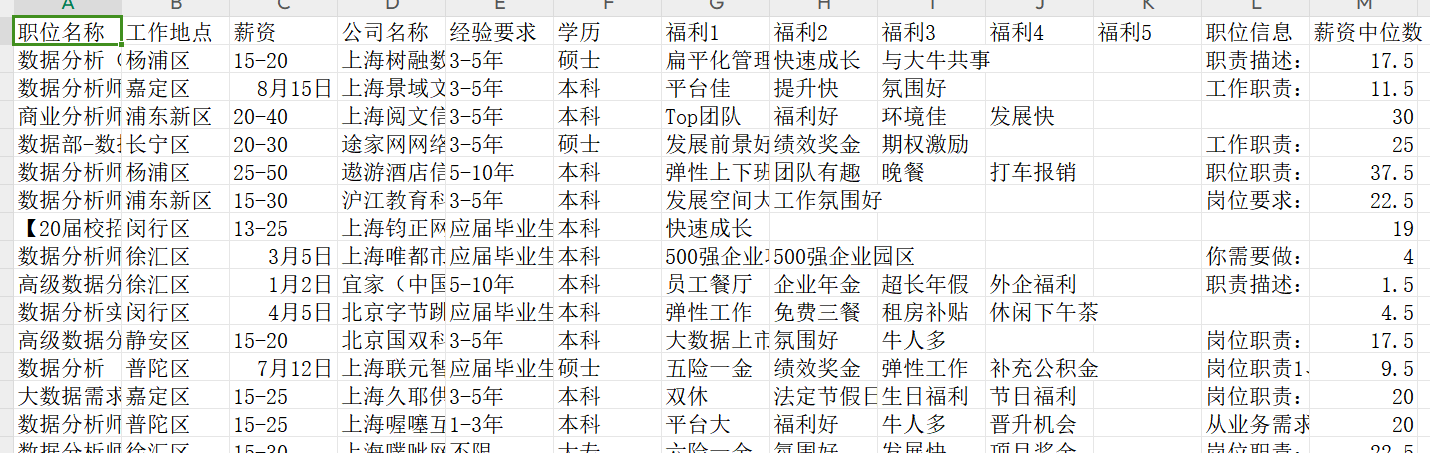 A B C D E F G H I J K L M
职位名称 工作地点 薪资 公司名称 经验要求 学历 福利1 福利2 福利3 福利4 福利5 职位信息 薪资中位数
数据分析（ 杨浦区 15-20 上海树融数 3-5年 硕士 扁平化管理 快速成长 与大牛共事 职责描述： 17.5
数据分析师 嘉定区 8月15日 上海景域文 3-5年 本科 平台佳 提升快 氛围好 工作职责： 11.5
商业分析师 浦东新区 20-40 上海阅文信 3-5年 本科 Top团队 福利好 环境佳 发展快 30
数据部-数据 长宁区 20-30 途家网网络 3-5年 硕士 发展前景好 绩效奖金 期权激励 工作职责： 25
数据分析师 杨浦区 25-50 遨游酒店信 5-10年 本科 弹性上下班 团队有趣 晚餐 打车报销 职位职责： 37.5
数据分析师 浦东新区 15-30 沪江教育科 3-5年 本科 发展空间大 工作氛围好 岗位要求： 22.5
【20届校招 闵行区 13-25 上海钧正网 应届毕业生 本科 快速成长 19
数据分析师 徐汇区 3月5日 上海唯都市 应届毕业生 本科 500强企业 500强企业园区 你需要做： 4
高级数据分 徐汇区 1月2日 宜家（中国 5-10年 本科 员工餐厅 企业年金 超长年假 外企福利 职责描述： 1.5
数据分析实 闵行区 4月5日 北京字节跳 应届毕业生 本科 弹性工作 免费三餐 租房补贴 休闲下午茶 4.5
高级数据分 静安区 15-20 北京国双科 3-5年 本科 大数据上市 氛围好 牛人多 岗位职责： 17.5
数据分析 普陀区 7月12日 上海联元智 应届毕业生 硕士 五险一金 绩效奖金 弹性工作 补充公积金 岗位职责1、 9.5
大数据需求 嘉定区 15-25 上海久耶供 3-5年 本科 双休 法定节假日 生日福利 节日福利 岗位职责： 20
数据分析师 普陀区 15-25 上海喔噻互 1-3年 本科 平台大 福利好 牛人多 晋升机会 从业务需求 20
数据分析师 徐汇区 15-30 上海噗呲网 不限 大专 六险一金 氛围好 发展快 项目奖金 岗位职责： 22.5